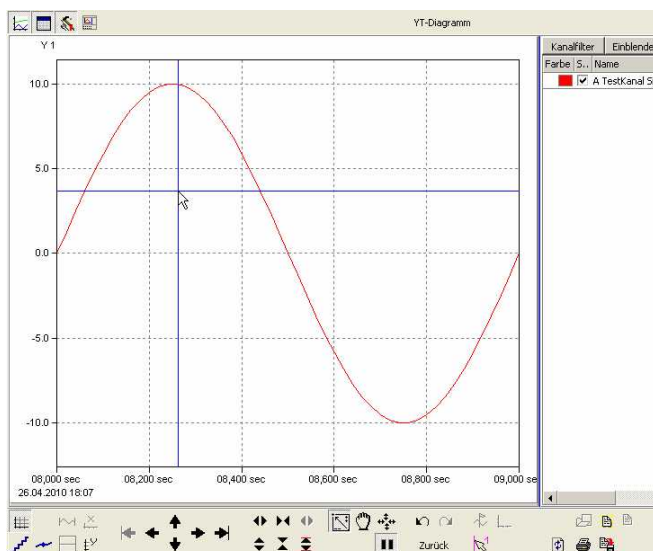 YT-Diagramm
Y 1
Kanalfilter Einblende
Farbe S.. Name
A TestKanal Si
10.0
5.0
0.0
-5.0
-10.0
08,000 sec 08,200 sec 08,400 sec 08,600 sec 08,800 sec 09,000 se
26.04.2010 18:07
Zurück